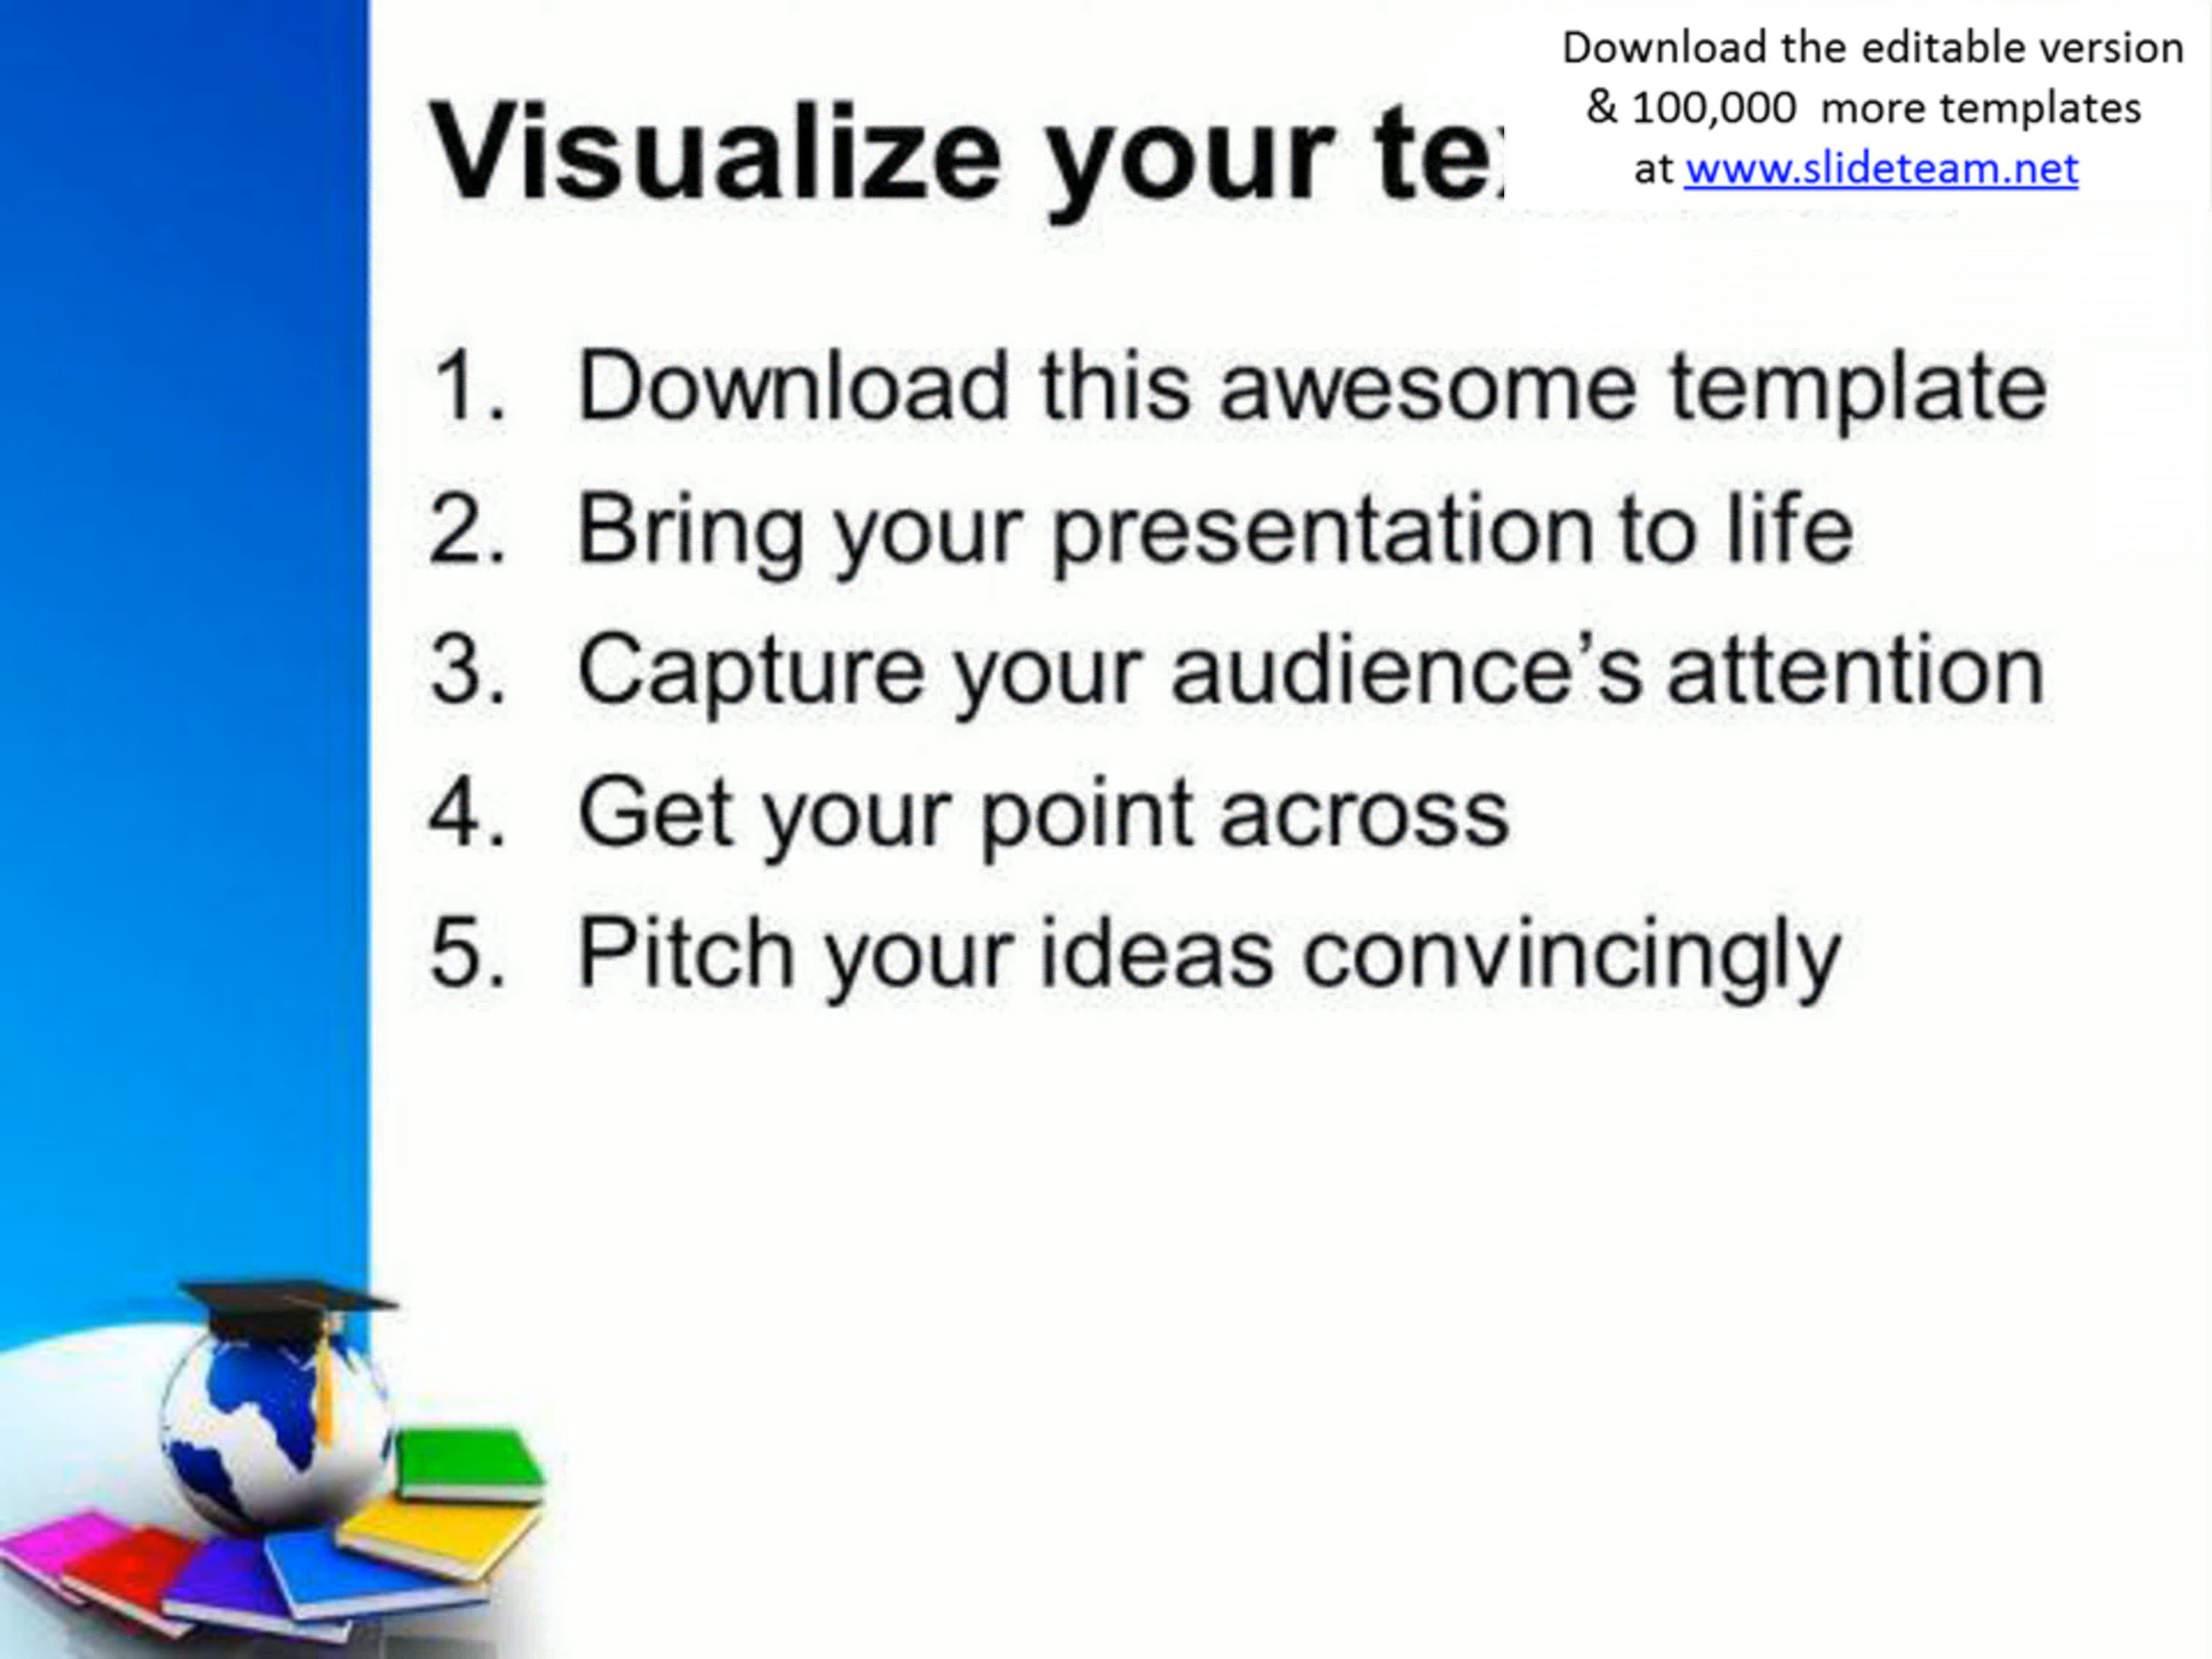 Download the editable version
& 100,000 more templates
at www.slideteam.net
Visualize your
1. Download this awesome template
2. Bring your presentation to life
3. Capture your audience’s attention
4. Get your point across
5. Pitch your ideas convincingly